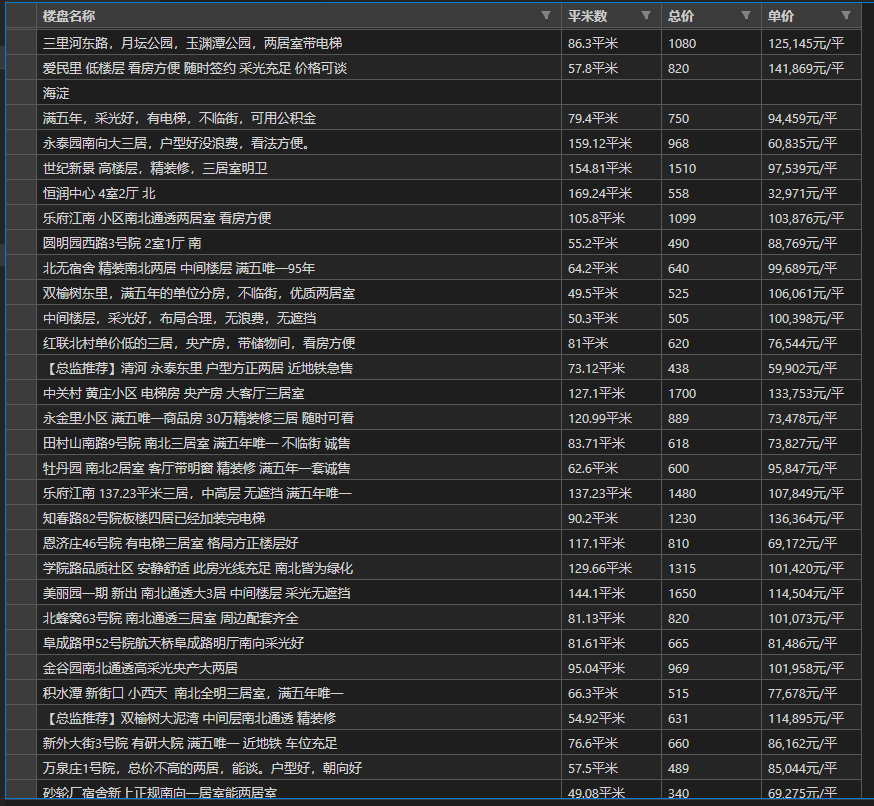 楼盘名称 平米数 总价 单价
三里河东路，月坛公园，玉渊潭公园，两居室带电梯 86.3平米 1080 125,145元/平
爱民里 低楼层 看房方便 随时签约 采光充足 价格可谈 57.8平米 820 141,869元/平
海淀
满五年，采光好，有电梯，不临街，可用公积金 79.4平米 750 94,459元/平
永泰园南向大三居，户型好没浪费，看法方便。 159.12平米 968 60,835元/平
世纪新景 高楼层，精装修，三居室明卫 154.81平米 1510 97,539元/平
恒润中心 4室2厅 北 169.24平米 558 32,971元/平
乐府江南 小区南北通透两居室 看房方便 105.8平米 1099 103,876元/平
圆明园西路3号院 2室1厅 南 55.2平米 490 88,769元/平
北无宿舍 精装南北两居 中间楼层 满五唯一95年 64.2平米 640 99,689元/平
双榆树东里，满五年的单位分房，不临街，优质两居室 49.5平米 525 106,061元/平
中间楼层，采光好，布局合理，无浪费，无遮挡 50.3平米 505 100,398元/平
红联北村单价低的三居，央产房，带储物间，看房方便 81平米 620 76,544元/平
【总监推荐】清河 永泰东里 户型方正两居 近地铁急售 73.12平米 438 59,902元/平
中关村 黄庄小区 电梯房 央产房 大客厅三居室 127.1平米 1700 133,753元/平
永金里小区 满五唯一商品房 30万精装修三居 随时可看 120.99平米 889 73,478元/平
田村山南路9号院 南北三居室 满五年唯一 不临街 诚售 83.71平米 618 73,827元/平
牡丹园 南北2居室 客厅带明窗 精装修 满五年一套诚售 62.6平米 600 95,847元/平
乐府江南 137.23平米三居，中高层 无遮挡 满五年唯一 137.23平米 1480 107,849元/平
知春路82号院板楼四居已经加装完电梯 90.2平米 1230 136,364元/平
恩济庄46号院 有电梯三居室 格局方正楼层好 117.1平米 810 69,172元/平
学院路品质社区 安静舒适 此房光线充足 南北皆为绿化 129.66平米 1315 101,420元/平
美丽园一期 新出 南北通透大3居 中间楼层 采光无遮挡 144.1平米 1650 114,504元/平
北蜂窝63号院 南北通透三居室 周边配套齐全 81.13平米 820 101,073元/平
阜成路甲52号院航天桥阜成路明厅南向采光好 81.61平米 665 81,486元/平
金谷园南北通透高采光央产大两居 95.04平米 969 101,958元/平
积水潭 新街口 小西天 南北全明三居室，满五年唯一 66.3平米 515 77,678元/平
【总监推荐】双榆树大泥湾 中间层南北通透 精装修 54.92平米 631 114,895元/平
新外大街3号院 有研大院 满五唯一 近地铁 车位充足 76.6平米 660 86,162元/平
万泉庄1号院，总价不高的两居，能谈。户型好，朝向好 57.5平米 489 85,044元/平
砂轮厂宿舍新上正规南向一居室能两居室 49.08平米 340 69,275元/平